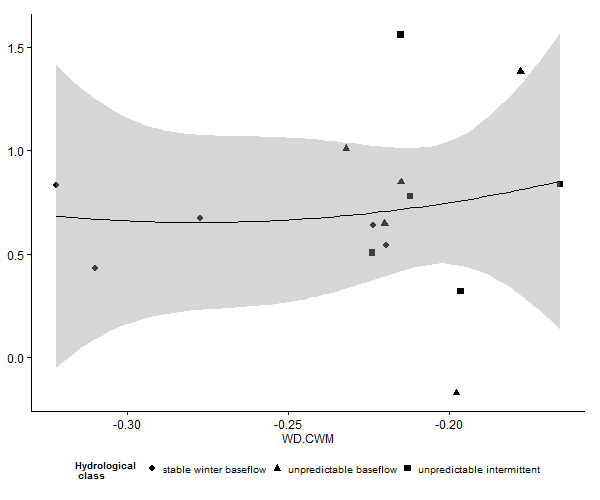 1.5
1.0
0.5
0.0
-0.30 -0.25 -0.20
WD.CWM
Hydrological
class
stable winter baseflow unpredictable baseflow unpredictable intermittent